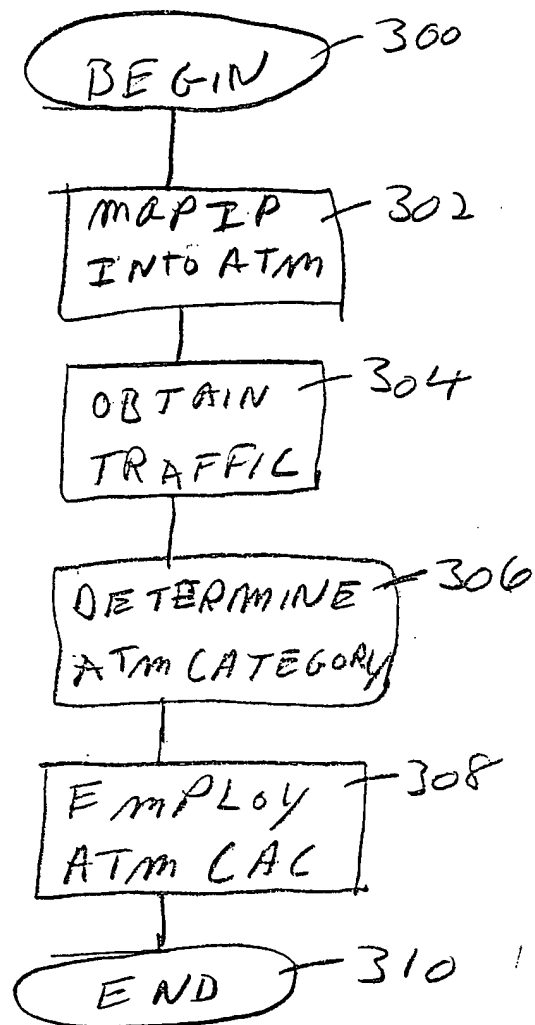 BEGIN 300
MAP IP 302
INTO ATM
OBTAIN 304
TRAFFIC
DETERMINE 306
ATM CATEGORY
EMPLOY 308
ATM CAC
END 310